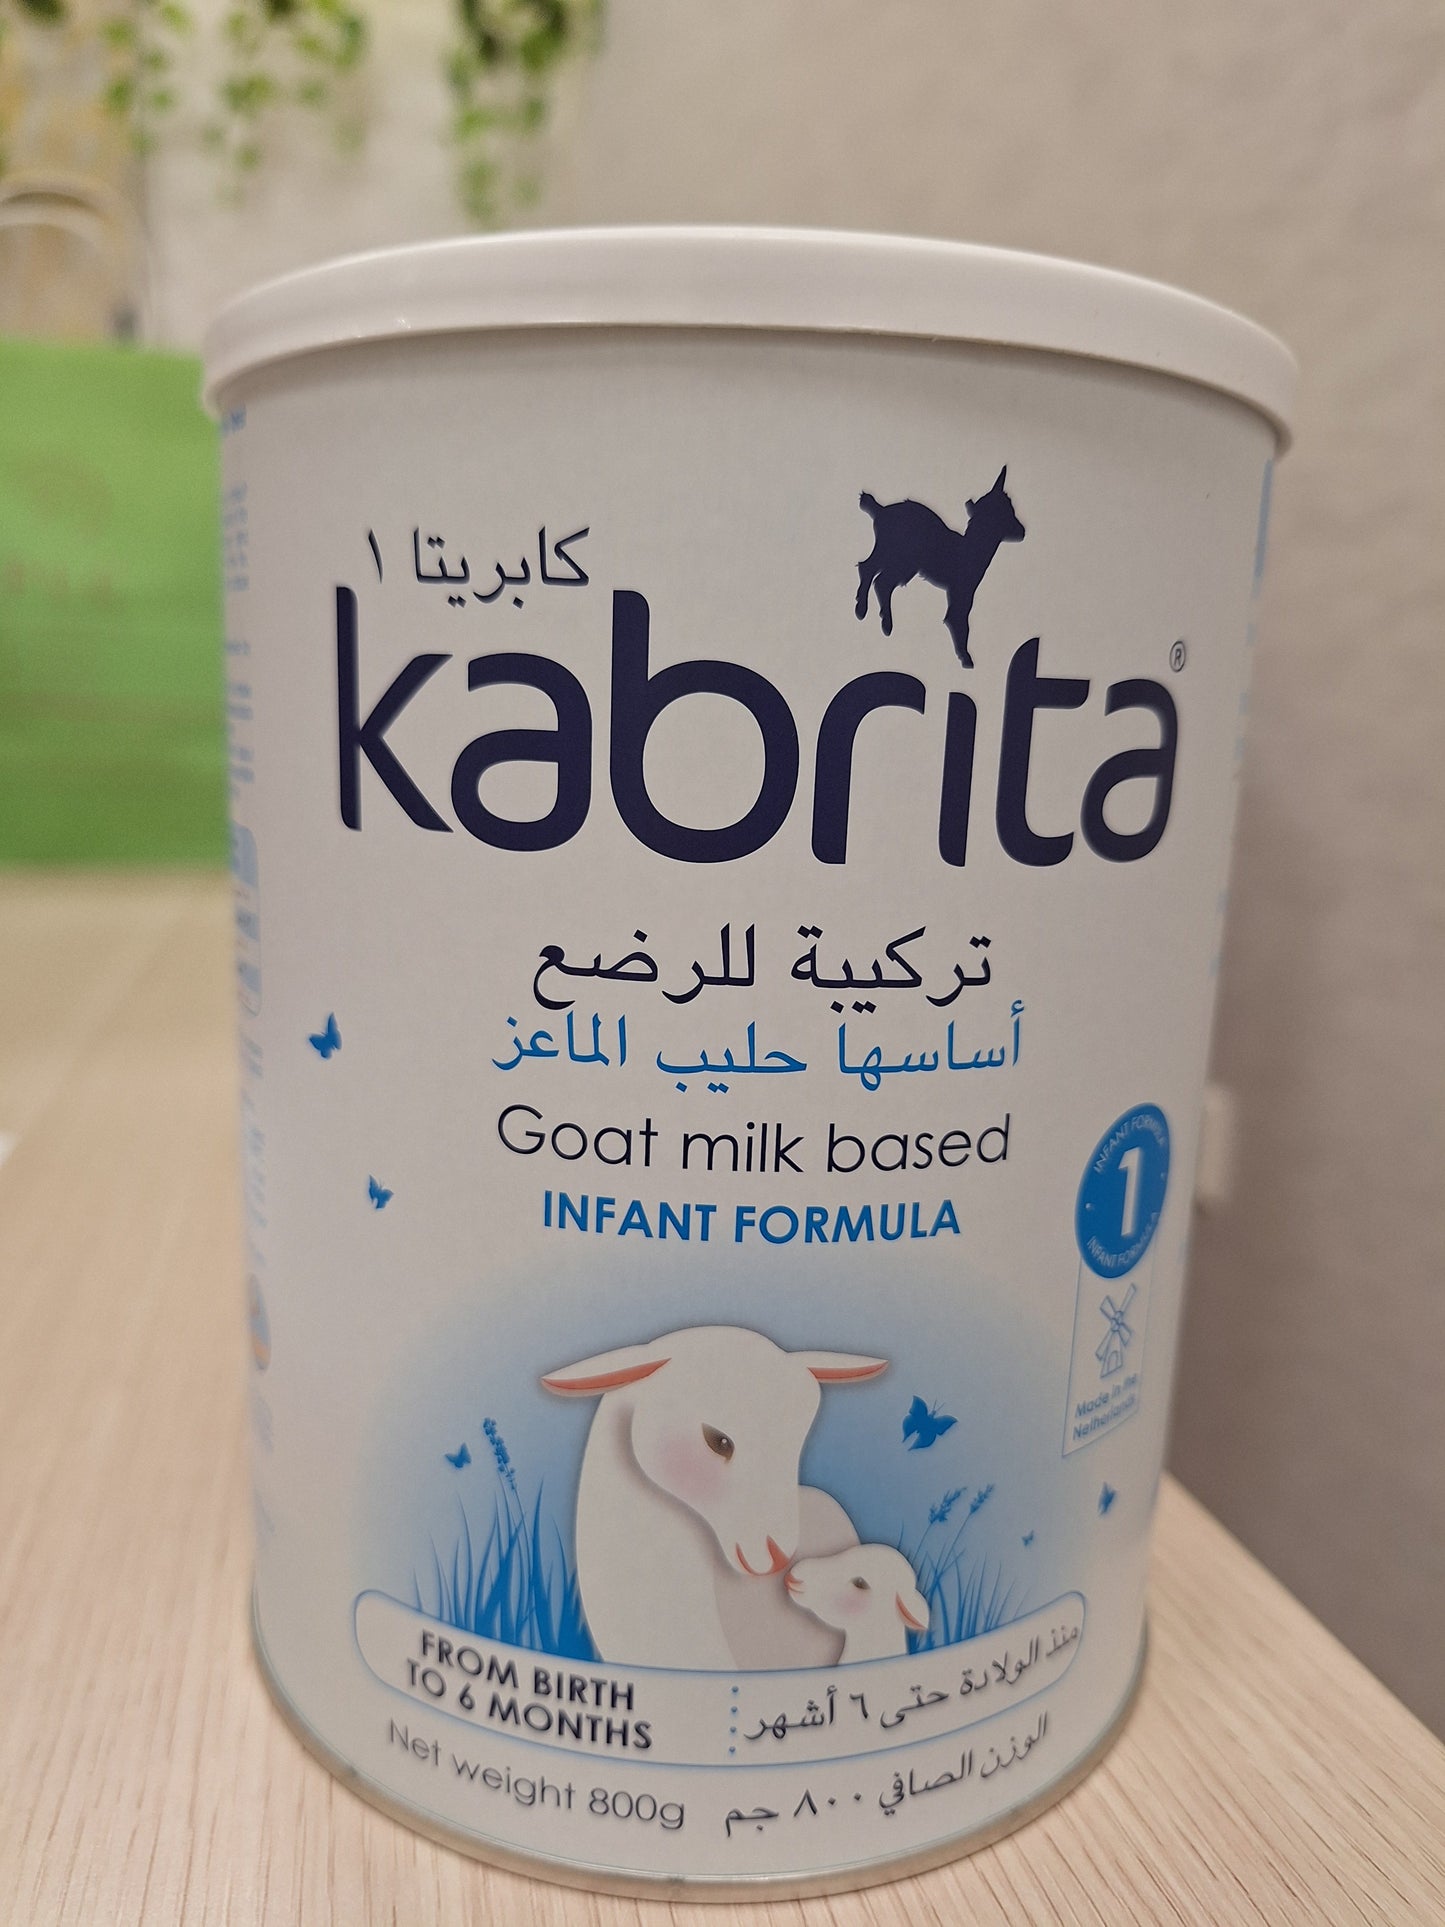 كابريتا ١
kabrita®
تركيبة للرضع
أساسها حليب الماعز
Goat milk based
INFANT FORMULA
INFANT FORMULA
1
INFANT FORMULA
Made in the
Netherlands
FROM BIRTH
TO 6 MONTHS
منذ الولادة حتى ٦ أشهر
Net weight 800g
الوزن الصافي ٨٠٠ جم